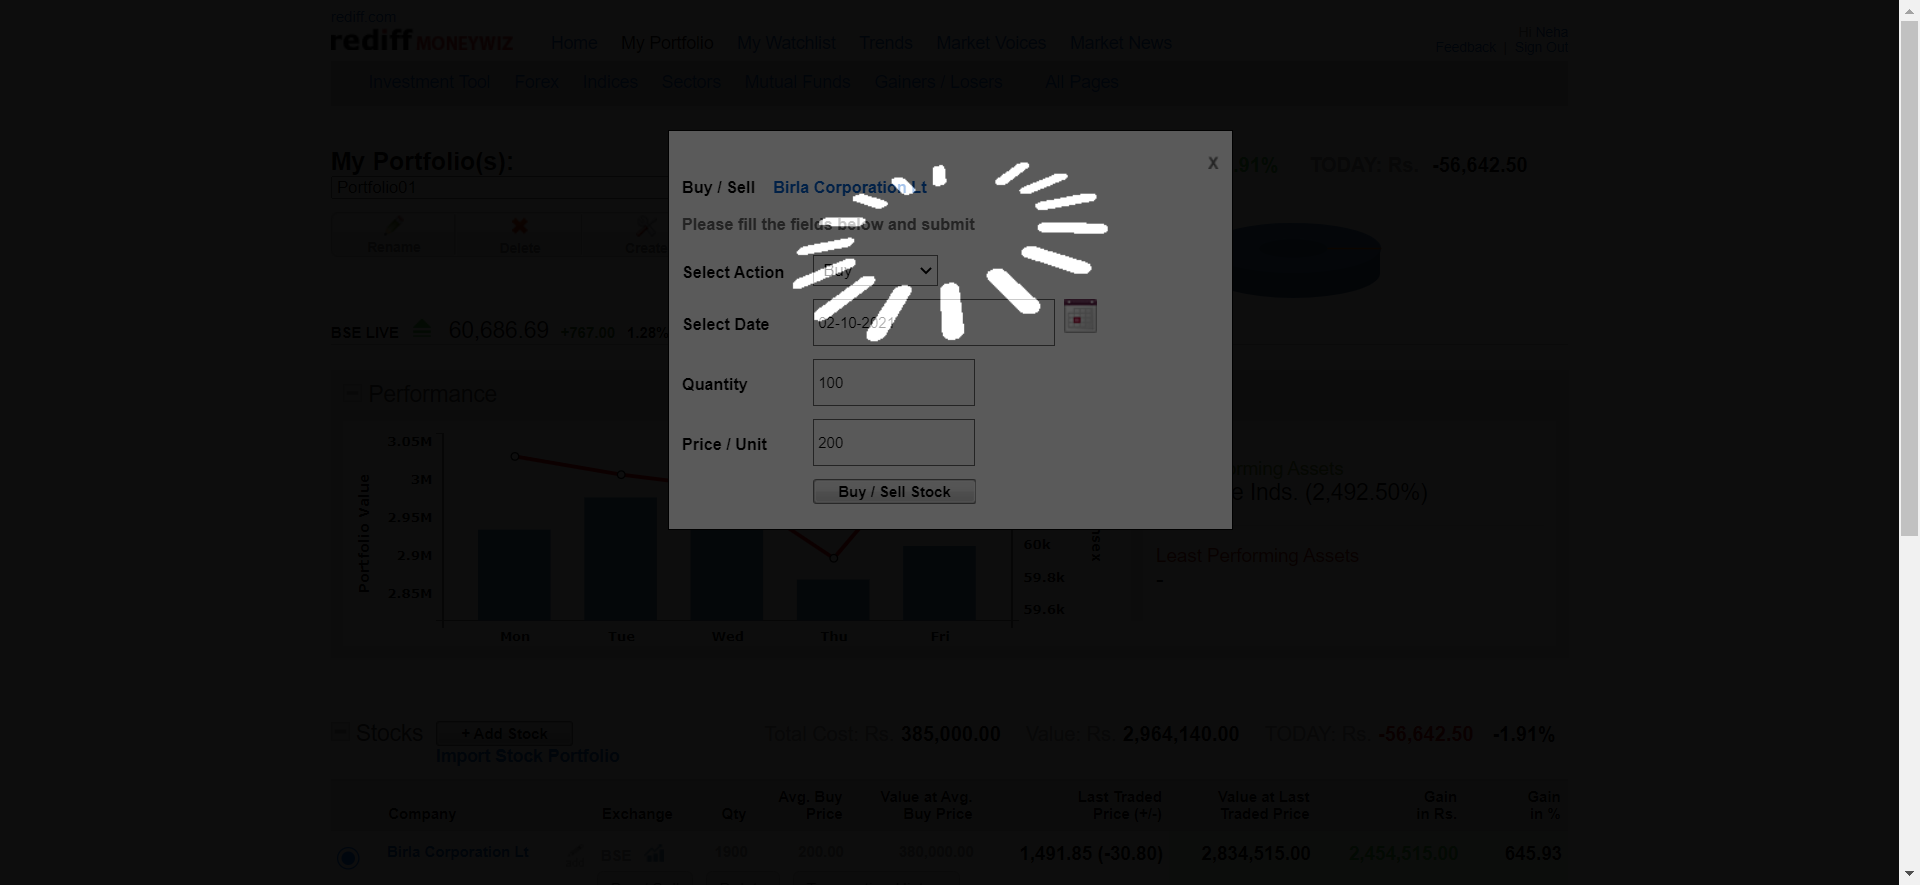 rediff.com
rediff MONEYWIZ
Home My Portfolio My Watchlist Trends Market Voices Market News
Hi Neha
Feedback | Sign Out
Investment Tool Forex Indices Sectors Mutual Funds Gainers / Losers All Pages
My Portfolio(s):
.91% TODAY: Rs. -56,642.50
Portfolio01
Rename Delete Create
BSE LIVE 60,686.69 +767.00 1.28%
X
Buy / Sell Birla Corporation Lt
Please fill the fields below and submit
Select Action Buy
Select Date 02-10-2021
Quantity 100
Price / Unit 200
Buy / Sell Stock
Performance
Portfolio Value
3.05M
3M
2.95M
2.9M
2.85M
Mon Tue Wed Thu Fri
60k
59.8k
59.6k
nsex
orming Assets
e Inds. (2,492.50%)
Least Performing Assets
-
Stocks + Add Stock Total Cost: Rs. 385,000.00 Value: Rs. 2,964,140.00 TODAY: Rs. -56,642.50 -1.91%
Import Stock Portfolio
Company Exchange Qty Avg. Buy Price Value at Avg. Buy Price Last Traded Price (+/-) Value at Last Traded Price Gain in Rs. Gain in %
Birla Corporation Lt BSE 1900 200.00 380,000.00 1,491.85 (-30.80) 2,834,515.00 2,454,515.00 645.93